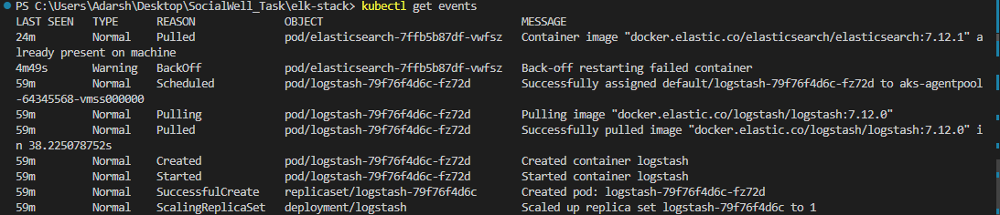 PS C:\Users\Adarsh\Desktop\SocialWell_Task\elk-stack> kubectl get events
LAST SEEN   TYPE      REASON              OBJECT                               MESSAGE
24m         Normal    Pulled              pod/elasticsearch-7ffb5b87df-vwfsz   Container image "docker.elastic.co/elasticsearch/elasticsearch:7.12.1" a
lready present on machine
4m49s       Warning   BackOff             pod/elasticsearch-7ffb5b87df-vwfsz   Back-off restarting failed container
59m         Normal    Scheduled           pod/logstash-79f76f4d6c-fz72d        Successfully assigned default/logstash-79f76f4d6c-fz72d to aks-agentpool
-64345568-vmss000000
59m         Normal    Pulling             pod/logstash-79f76f4d6c-fz72d        Pulling image "docker.elastic.co/logstash/logstash:7.12.0"
59m         Normal    Pulled              pod/logstash-79f76f4d6c-fz72d        Successfully pulled image "docker.elastic.co/logstash/logstash:7.12.0" i
n 38.225078752s
59m         Normal    Created             pod/logstash-79f76f4d6c-fz72d        Created container logstash
59m         Normal    Started             pod/logstash-79f76f4d6c-fz72d        Started container logstash
59m         Normal    SuccessfulCreate    replicaset/logstash-79f76f4d6c       Created pod: logstash-79f76f4d6c-fz72d
59m         Normal    ScalingReplicaSet   deployment/logstash                  Scaled up replica set logstash-79f76f4d6c to 1